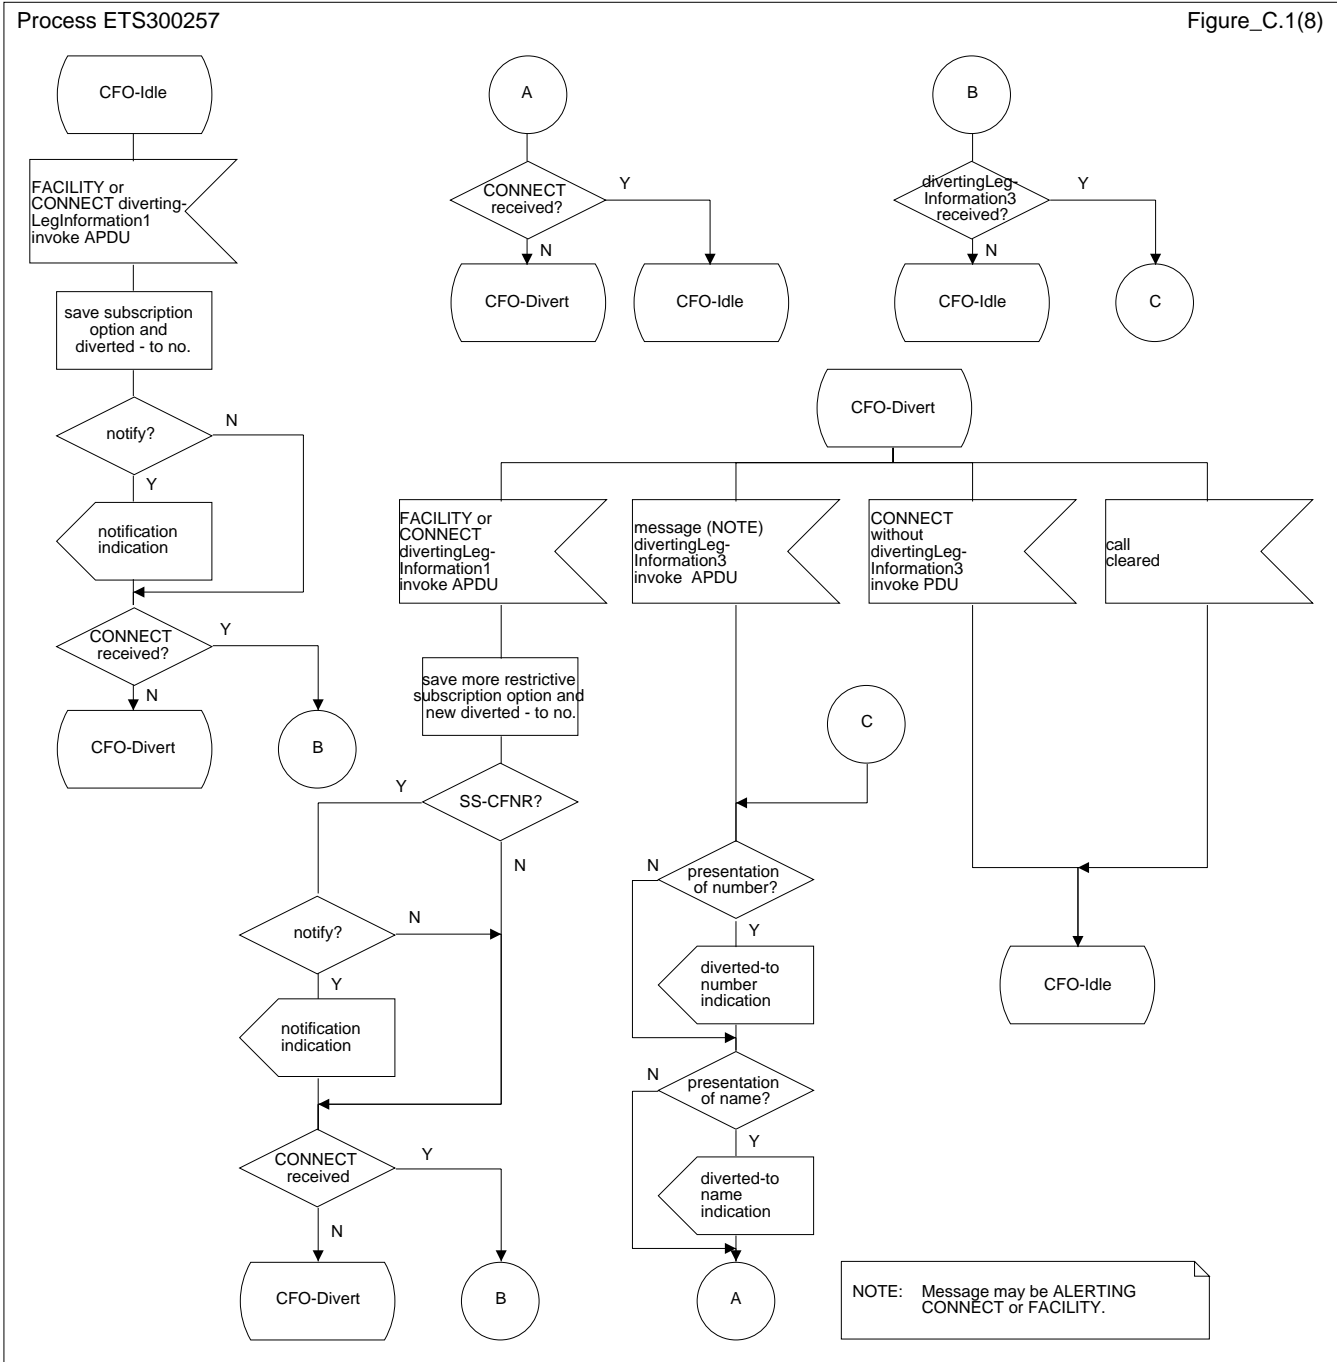 Process ETS300257
Figure_C.1(8)
CFO-Idle
FACILITY or
CONNECT diverting-
LegInformation1
invoke APDU
save subscription
option and
diverted - to no.
notify?
N
Y
notification
indication
CONNECT
received?
Y
N
CFO-Divert
B
A
CONNECT
received?
Y
N
CFO-Divert
CFO-Idle
B
divertingLeg-
Information3
received?
Y
N
CFO-Idle
C
CFO-Divert
FACILITY or
CONNECT
divertingLeg-
Information1
invoke APDU
message (NOTE)
divertingLeg-
Information3
invoke APDU
CONNECT
without
divertingLeg-
Information3
invoke PDU
call
cleared
save more restrictive
subscription option and
new diverted - to no.
SS-CFNR?
Y
N
notify?
N
Y
notification
indication
CONNECT
received
Y
N
CFO-Divert
B
C
presentation
of number?
N
Y
diverted-to
number
indication
presentation
of name?
N
Y
diverted-to
name
indication
A
CFO-Idle
NOTE: Message may be ALERTING
CONNECT or FACILITY.